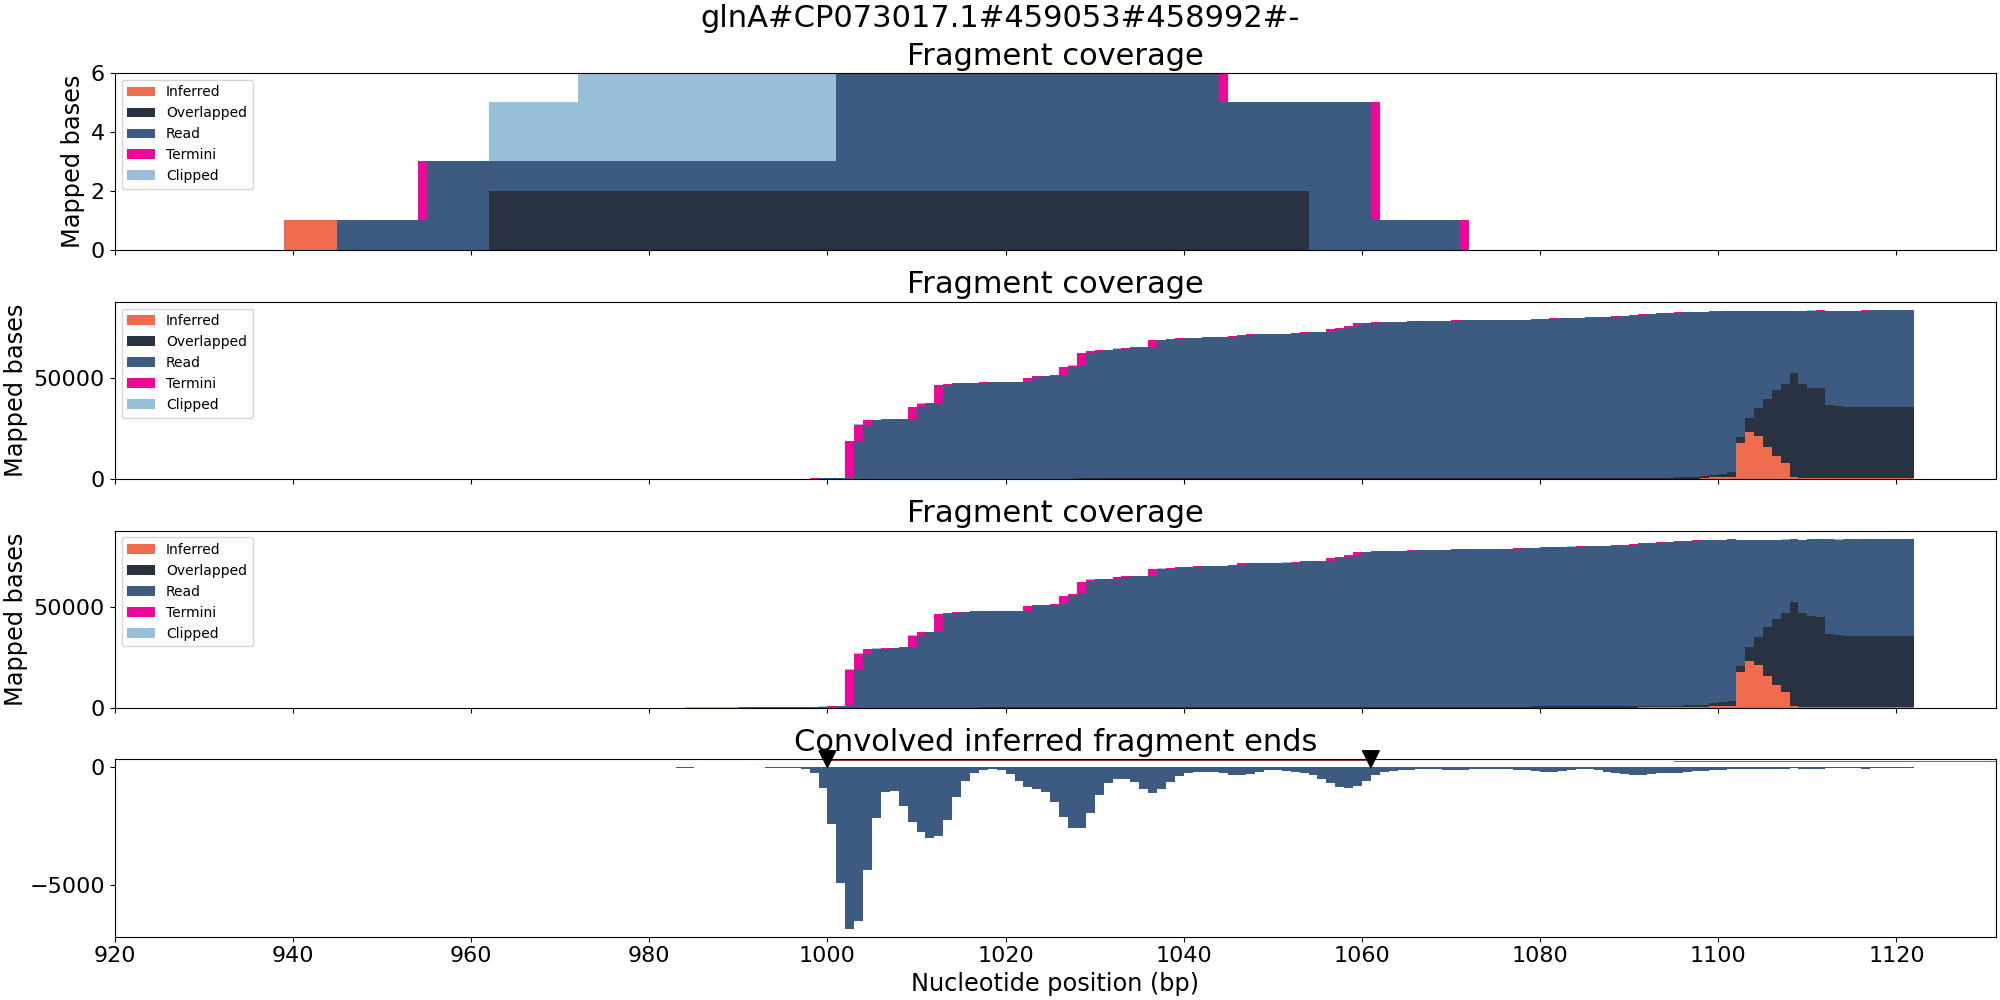 glnA#CP073017.1#459053#458992#-
Fragment coverage
Mapped bases
6
4
2
0
Inferred
Overlapped
Read
Termini
Clipped
Fragment coverage
Mapped bases
50000
0
Inferred
Overlapped
Read
Termini
Clipped
Fragment coverage
Mapped bases
50000
0
Inferred
Overlapped
Read
Termini
Clipped
Convolved inferred fragment ends
0
−5000
920 940 960 980 1000 1020 1040 1060 1080 1100 1120
Nucleotide position (bp)